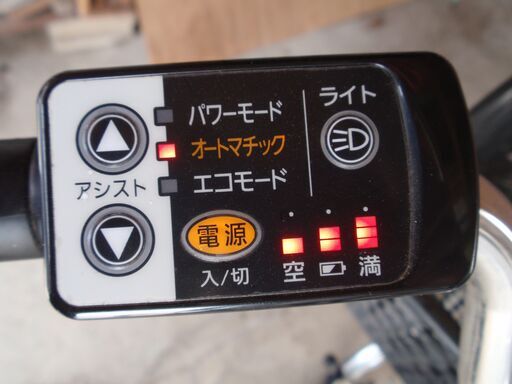 パワーモード
オートマチック
エコモード
アシスト
ライト
電源
入/切
空
満